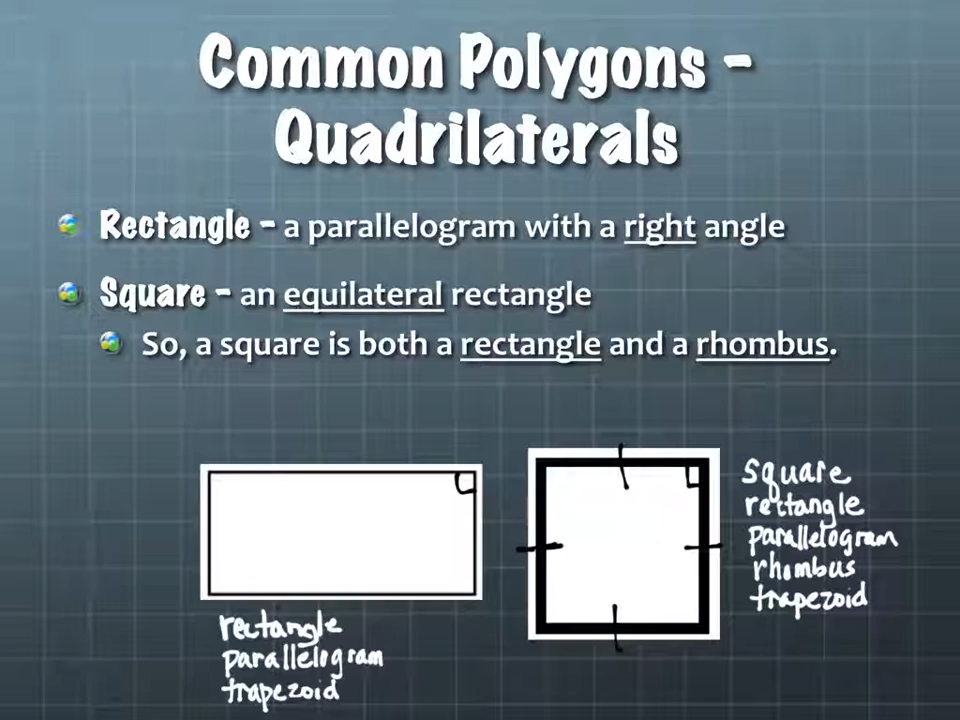 Common Polygons -
Quadrilaterals
Rectangle - a parallelogram with a right angle
Square - an equilateral rectangle
So, a square is both a rectangle and a rhombus.
rectangle
parallelogram
trapezoid
square
rectangle
parallelogram
rhombus
trapezoid